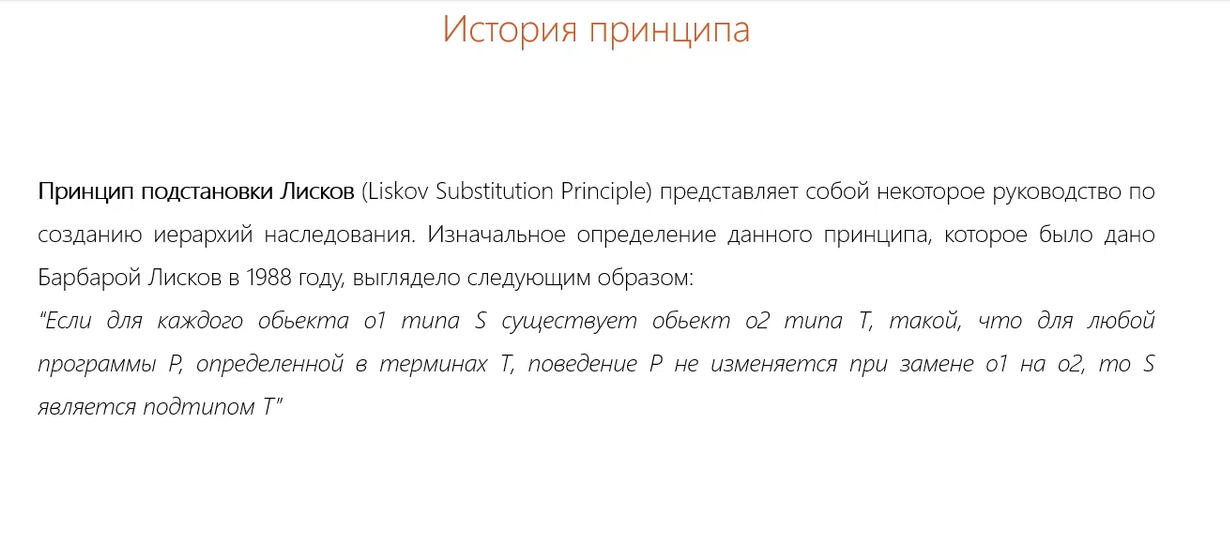 История принципа
Принцип подстановки Лисков (Liskov Substitution Principle) представляет собой некоторое руководство по
созданию иерархий наследования. Изначальное определение данного принципа, которое было дано
Барбарой Лисков в 1988 году, выглядело следующим образом:
“Если для каждого обьекта o1 типа S существует обьект o2 типа T, такой, что для любой
программы P, определенной в терминах T, поведение P не изменяется при замене o1 на o2, то S
является подтипом T”